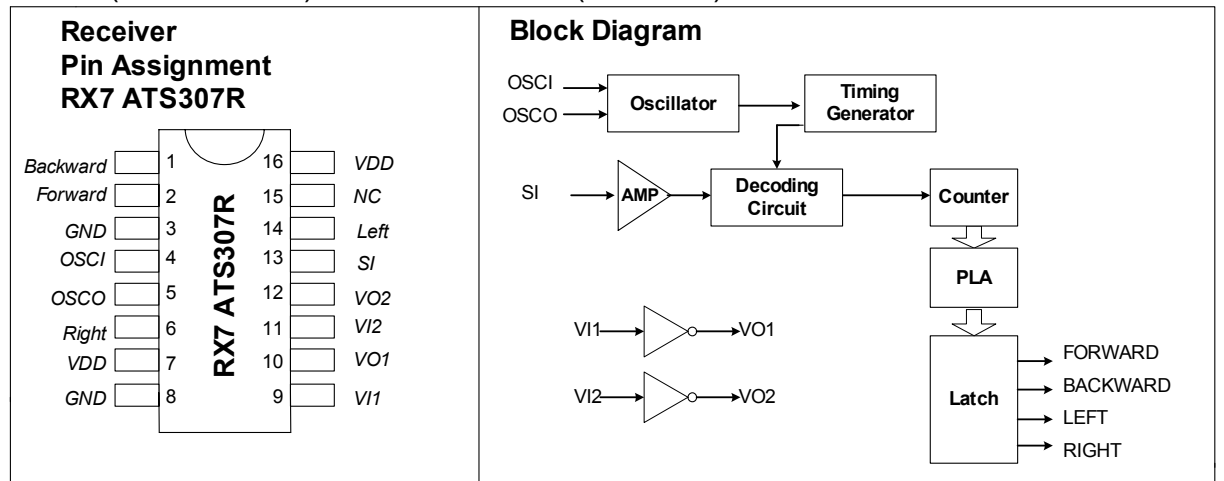 Receiver
Pin Assignment
RX7 ATS307R
Backward 1
Forward 2
GND 3
OSCI 4
OSCO 5
Right 6
VDD 7
GND 8
RX7 ATS307R
16 VDD
15 NC
14 Left
13 SI
12 VO2
11 VI2
10 VO1
9 VI1
Block Diagram
OSCI
OSCO
Oscillator
Timing
Generator
SI
AMP
Decoding
Circuit
Counter
PLA
VI1
VO1
VI2
VO2
Latch
FORWARD
BACKWARD
LEFT
RIGHT